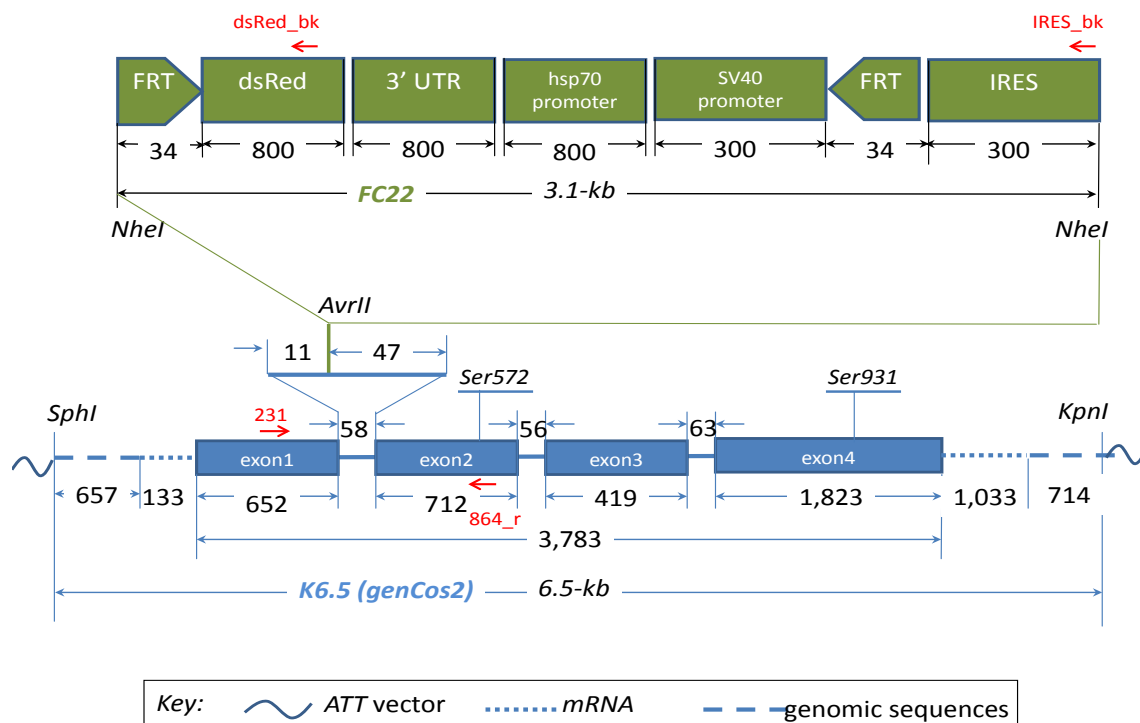 dsRed_bk IRES_bk
FRT dsRed 3' UTR hsp70 promoter SV40 promoter FRT IRES
34 800 800 800 300 34 300
FC22 3.1-kb
NheI NheI
AvrII
11 47
Ser572 Ser931
SphI KpnI
231 58 56 63
exon1 exon2 exon3 exon4
657 133 652 712 419 1,823 1,033 714
864_r
3,783
K6.5 (genCos2) 6.5-kb
Key: ATT vector mRNA genomic sequences